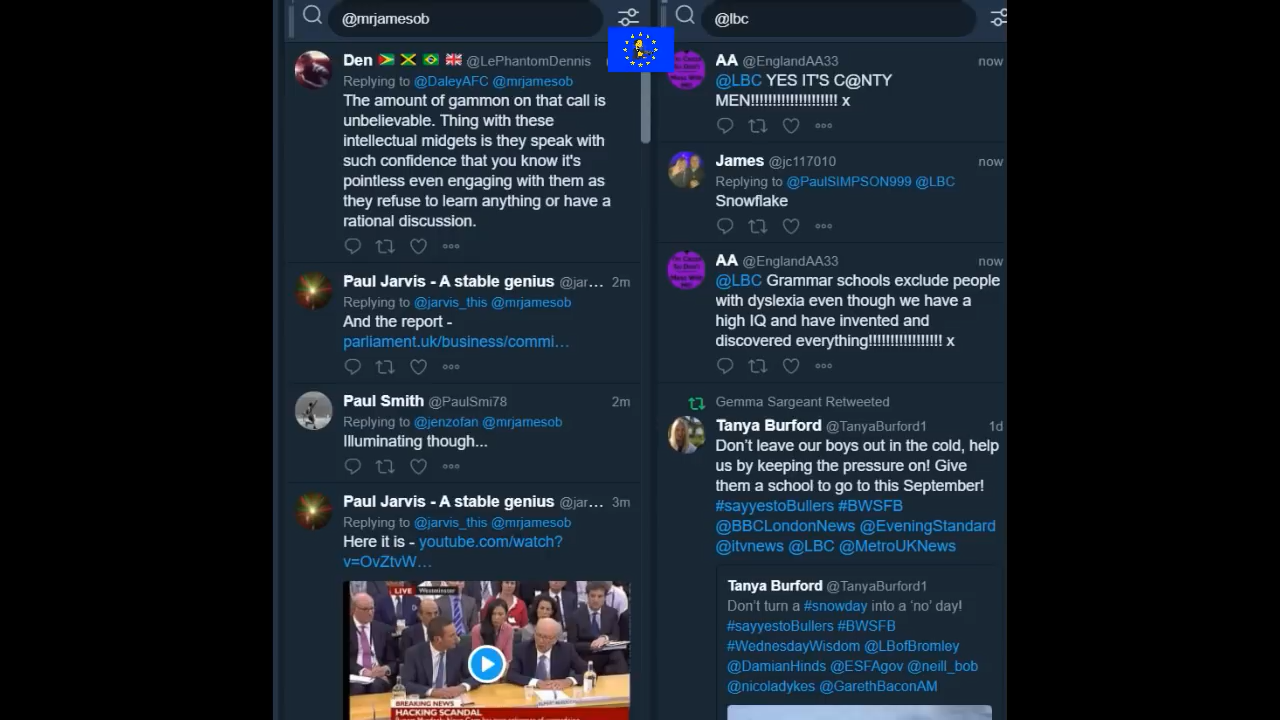 @mrjamesob
Den @LePhantomDennis
Replying to @DaleyAFC @mrjamesob
The amount of gammon on that call is
unbelievable. Thing with these
intellectual midgets is they speak with
such confidence that you know it's
pointless even engaging with them as
they refuse to learn anything or have a
rational discussion.
Paul Jarvis - A stable genius @jar... 2m
Replying to @jarvis_this @mrjamesob
And the report -
parliament.uk/business/commi...
Paul Smith @PaulSmi78 2m
Replying to @jenzofan @mrjamesob
Illuminating though...
Paul Jarvis - A stable genius @jar... 3m
Replying to @jarvis_this @mrjamesob
Here it is - youtube.com/watch?
v=OvZtvW...
LIVE Westminster
BREAKING NEWS
HACKING SCANDAL
@lbc
AA @EnglandAA33 now
@LBC YES IT'S C@NTY
MEN!!!!!!!!!!!!!!!!!!!! x
James @jc117010 now
Replying to @PaulSIMPSON999 @LBC
Snowflake
AA @EnglandAA33 now
@LBC Grammar schools exclude people
with dyslexia even though we have a
high IQ and have invented and
discovered everything!!!!!!!!!!!!!!!!! x
Gemma Sargeant Retweeted
Tanya Burford @TanyaBurford1 1d
Don't leave our boys out in the cold, help
us by keeping the pressure on! Give
them a school to go to this September!
#sayyestoBullers #BWSFB
@BBCLondonNews @EveningStandard
@itvnews @LBC @MetroUKNews
Tanya Burford @TanyaBurford1
Don't turn a #snowday into a 'no' day!
#sayyestoBullers #BWSFB
#WednesdayWisdom @LBofBromley
@DamianHinds @ESFAgov @neill_bob
@nicoladykes @GarethBaconAM